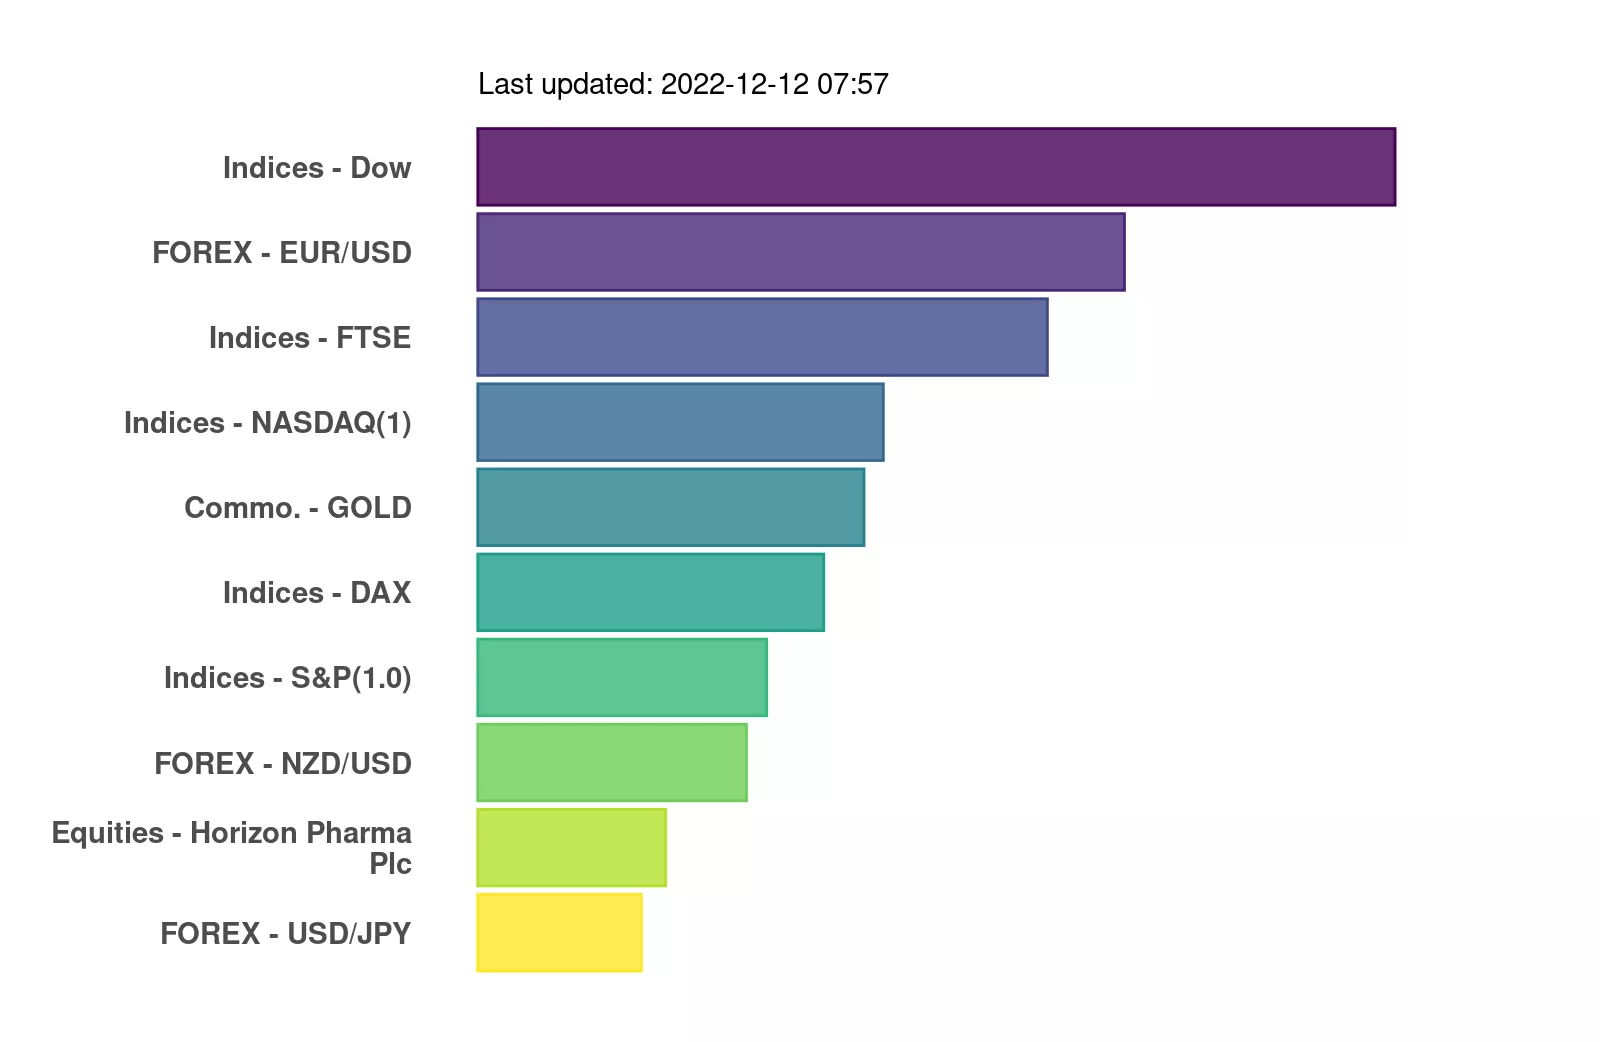 Last updated: 2022-12-12 07:57
Indices - Dow
FOREX - EUR/USD
Indices - FTSE
Indices - NASDAQ(1)
Commo. - GOLD
Indices - DAX
Indices - S&P(1.0)
FOREX - NZD/USD
Equities - Horizon Pharma
Plc
FOREX - USD/JPY